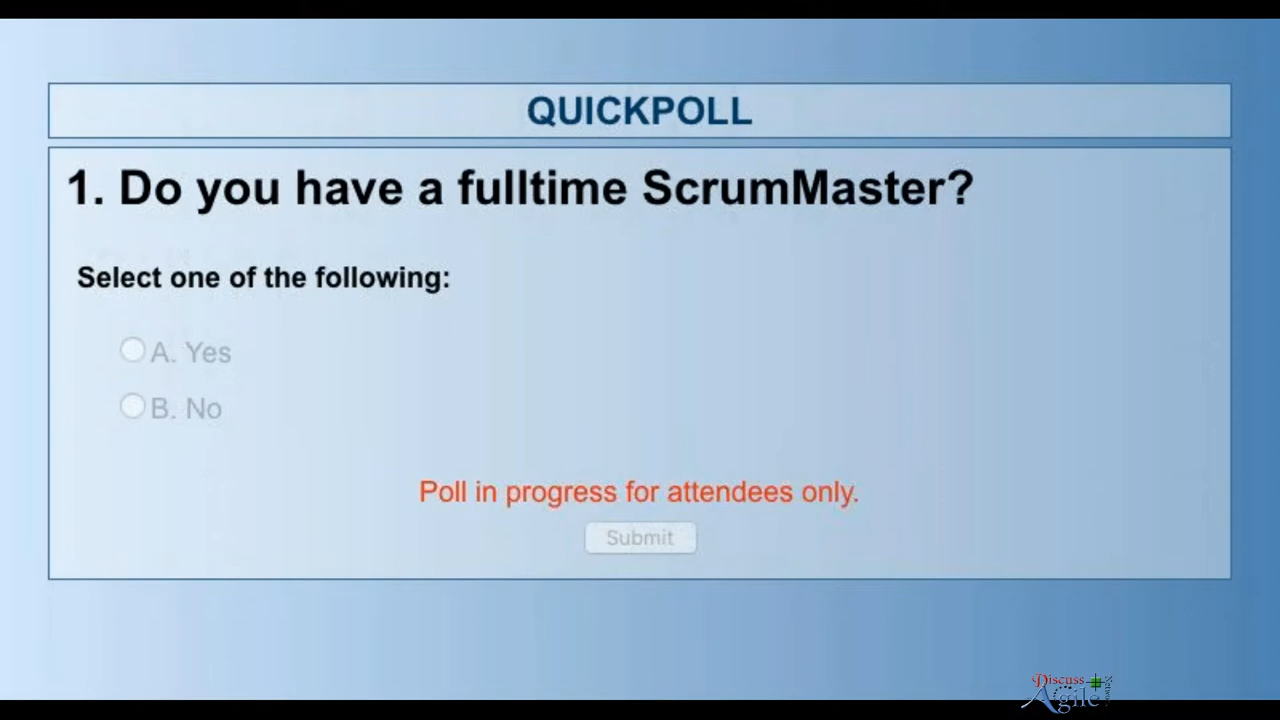 QUICKPOLL
1. Do you have a fulltime ScrumMaster?
Select one of the following:
A. Yes
B. No
Poll in progress for attendees only.
Submit
Discuss
Agile
Network